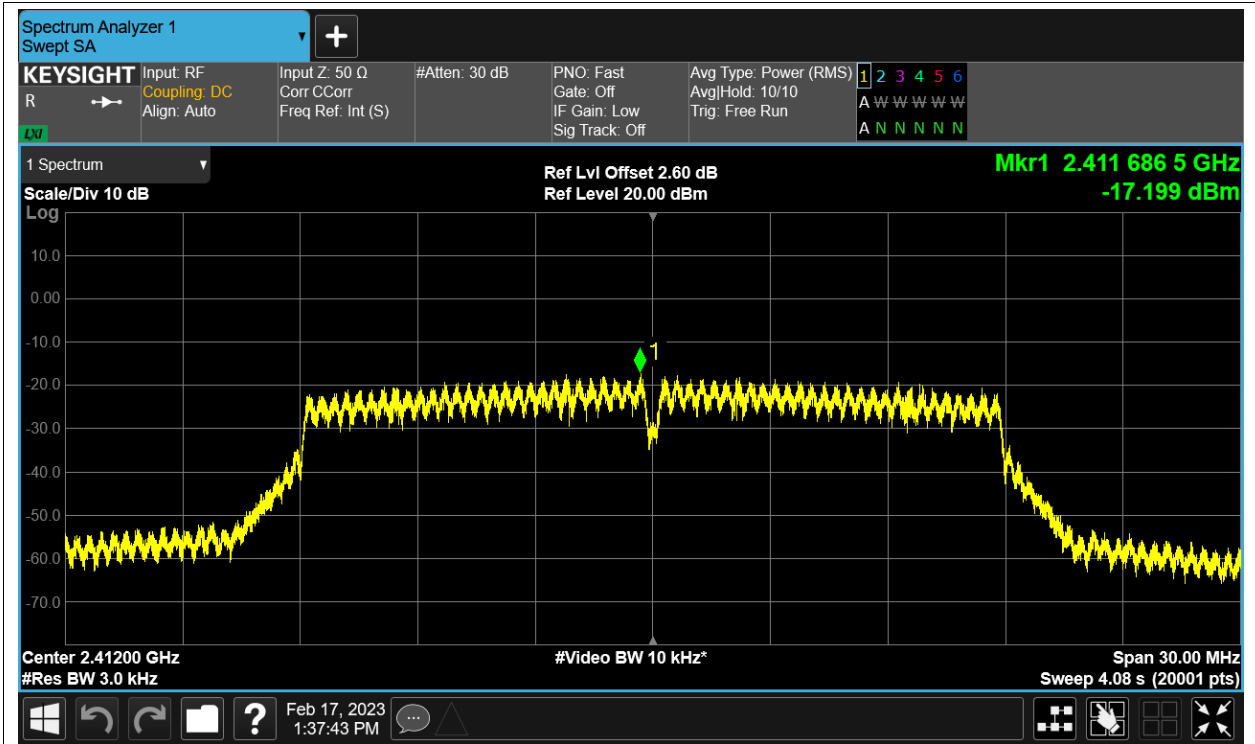 Spectrum Analyzer 1
Swept SA
+
KEYSIGHT
R
LXI
Input: RF
Coupling: DC
Align: Auto
Input Z: 50 Ω
Corr CCorr
Freq Ref: Int (S)
#Atten: 30 dB
PNO: Fast
Gate: Off
IF Gain: Low
Sig Track: Off
Avg Type: Power (RMS)
Avg|Hold: 10/10
Trig: Free Run
1 2 3 4 5 6
A W W W W W
A N N N N N
1 Spectrum
Scale/Div 10 dB
Log
Ref Lvl Offset 2.60 dB
Ref Level 20.00 dBm
Mkr1 2.411 686 5 GHz
-17.199 dBm
10.0
0.00
-10.0
-20.0
-30.0
-40.0
-50.0
-60.0
-70.0
1
Center 2.41200 GHz
#Res BW 3.0 kHz
#Video BW 10 kHz*
Span 30.00 MHz
Sweep 4.08 s (20001 pts)
?
Feb 17, 2023
1:37:43 PM